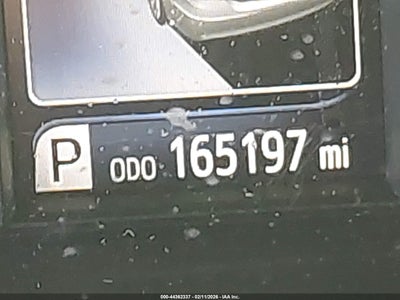 P ODO 165197 mi
000-44362337 - 02/11/2026 - IAA Inc.